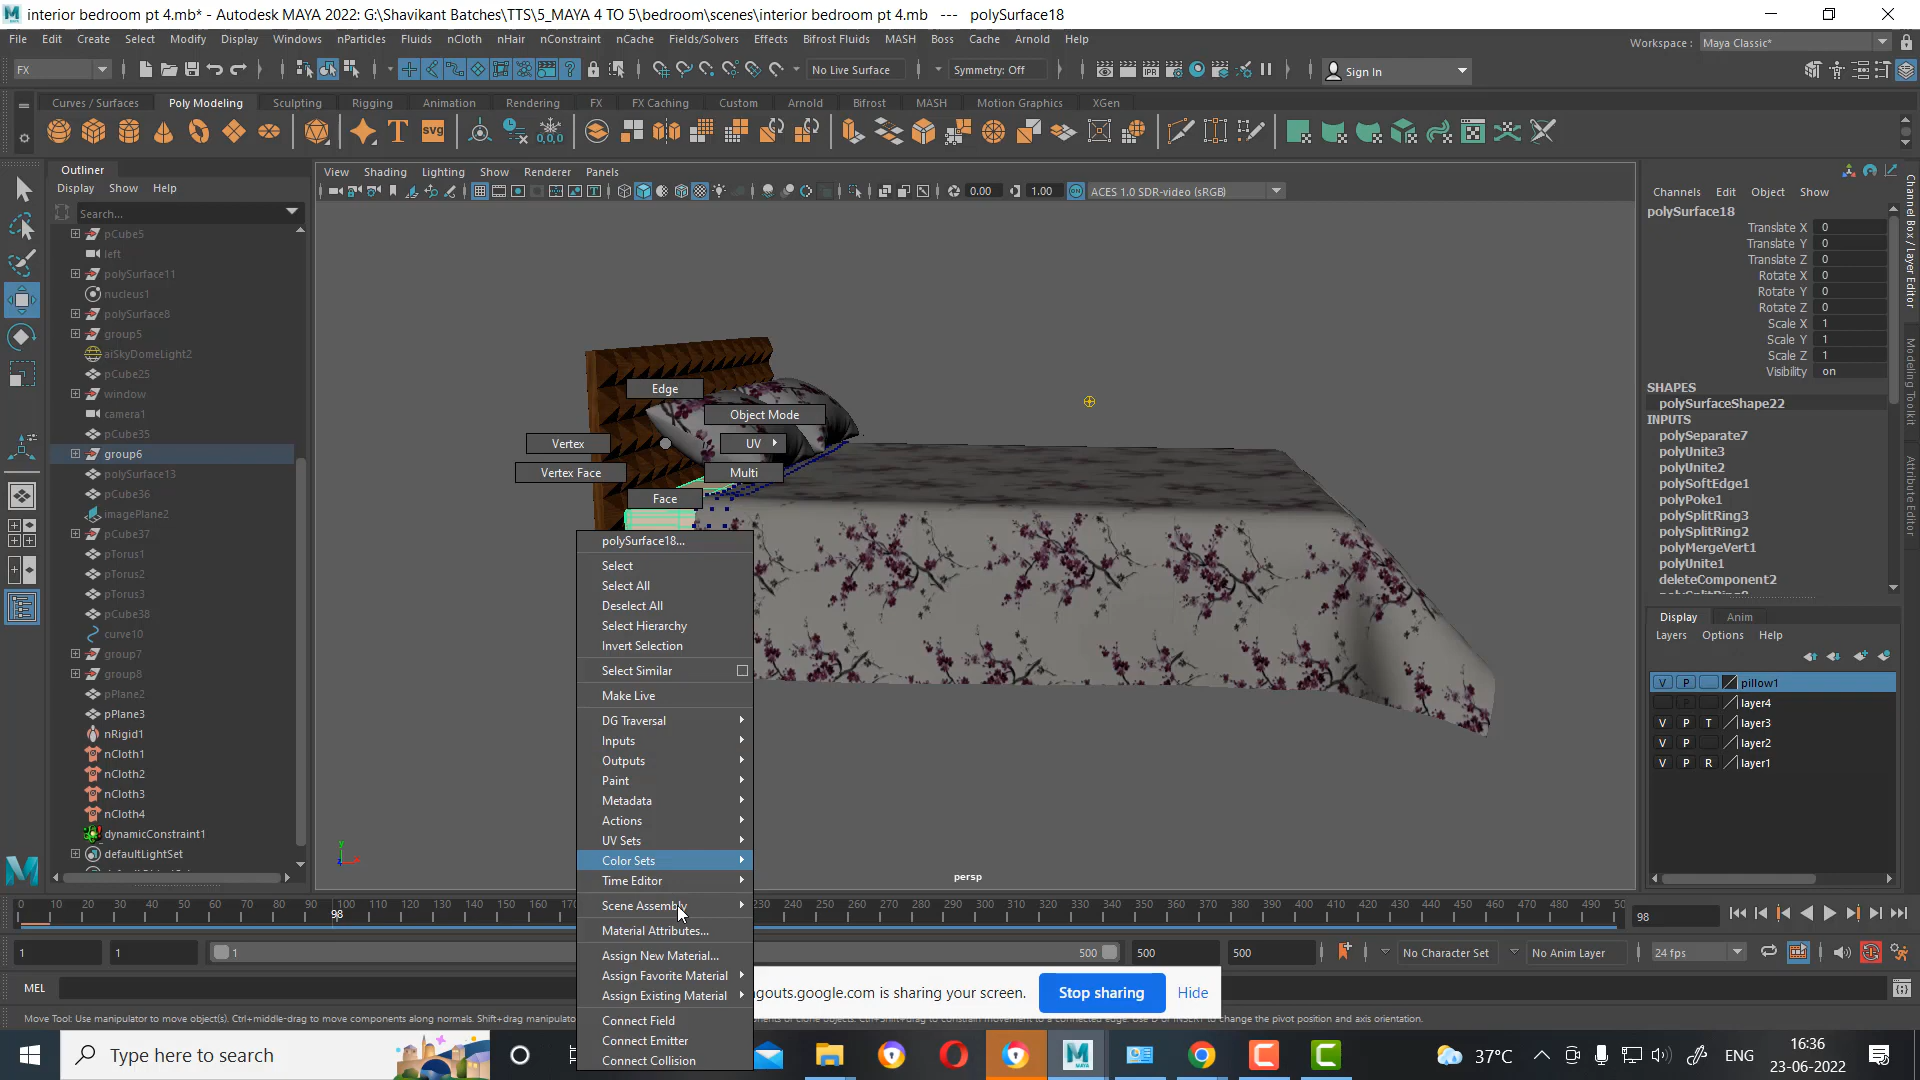 interior bedroom pt 4.mb* - Autodesk MAYA 2022: G:\Shavikant Batches\TTS\5_MAYA 4 TO 5\bedroom\scenes\interior bedroom pt 4.mb --- polySurface18
File Edit Create Select Modify Display Windows nParticles Fluids nCloth nHair nConstraint nCache Fields/Solvers Effects Bifrost Fluids MASH Boss Cache Arnold Help
Workspace : Maya Classic*
FX
No Live Surface
Symmetry: Off
Sign In
Curves / Surfaces Poly Modeling Sculpting Rigging Animation Rendering FX FX Caching Custom Arnold Bifrost MASH Motion Graphics XGen
T svg 0,0,0
Outliner
Display Show Help
Search...
pCube5
left
polySurface11
nucleus1
polySurface8
group5
aiSkyDomeLight2
pCube25
window
camera1
pCube35
group6
polySurface13
pCube36
imagePlane2
pCube37
pTorus1
pTorus2
pTorus3
pCube38
curve10
group7
group8
pPlane2
pPlane3
nRigid1
nCloth1
nCloth2
nCloth3
nCloth4
dynamicConstraint1
defaultLightSet
View Shading Lighting Show Renderer Panels
0.00 1.00 ACES 1.0 SDR-video (sRGB)
Edge
Object Mode
Vertex
UV
Vertex Face
Multi
Face
polySurface18...
Select
Select All
Deselect All
Select Hierarchy
Invert Selection
Select Similar
Make Live
DG Traversal
Inputs
Outputs
Paint
Metadata
Actions
UV Sets
Color Sets
Time Editor
Scene Assembly
Material Attributes...
Assign New Material...
Assign Favorite Material
Assign Existing Material
Connect Field
Connect Emitter
Connect Collision
persp
y
Channels Edit Object Show
polySurface18
Translate X 0
Translate Y 0
Translate Z 0
Rotate X 0
Rotate Y 0
Rotate Z 0
Scale X 1
Scale Y 1
Scale Z 1
Visibility on
SHAPES
polySurfaceShape22
INPUTS
polySeparate7
polyUnite3
polyUnite2
polySoftEdge1
polyPoke1
polySplitRing3
polySplitRing2
polyMergeVert1
polyUnite1
deleteComponent2
Display Anim
Layers Options Help
V P pillow1
layer4
V P T layer3
V P layer2
V P R layer1
Channel Box / Layer Editor
Modeling Toolkit
Attribute Editor
0 10 20 30 40 50 60 70 80 90 100 110 120 130 140 150 160 230 240 250 260 270 280 290 300 310 320 330 340 350 360 370 380 390 400 410 420 430 440 450 460 470 480 490
98
98
1 1 1 500 500 500 No Character Set No Anim Layer 24 fps
MEL
gouts.google.com is sharing your screen. Stop sharing Hide
Move Tool: Use manipulator to move object(s). Ctrl+middle-drag to move components along normals. Shift+drag manipulator
change the pivot position and axis orientation.
Type here to search
37°C
ENG
16:36
23-06-2022